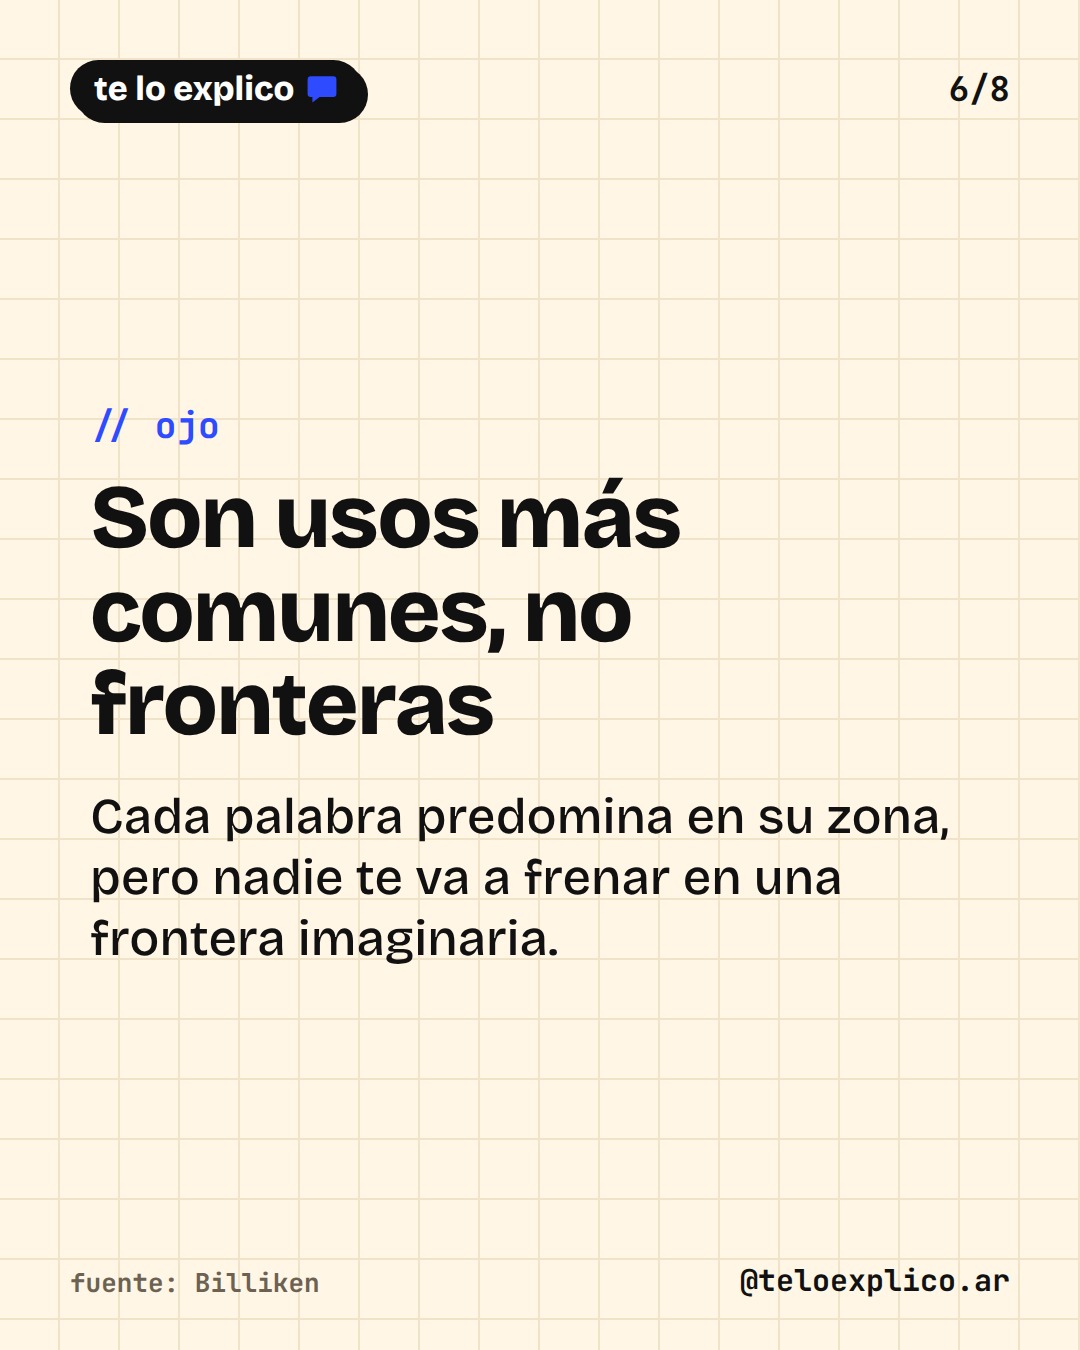 te lo explico
6/8
// ojo
Son usos más
comunes, no
fronteras
Cada palabra predomina en su zona,
pero nadie te va a frenar en una
frontera imaginaria.
fuente: Billiken
@teloexplico.ar